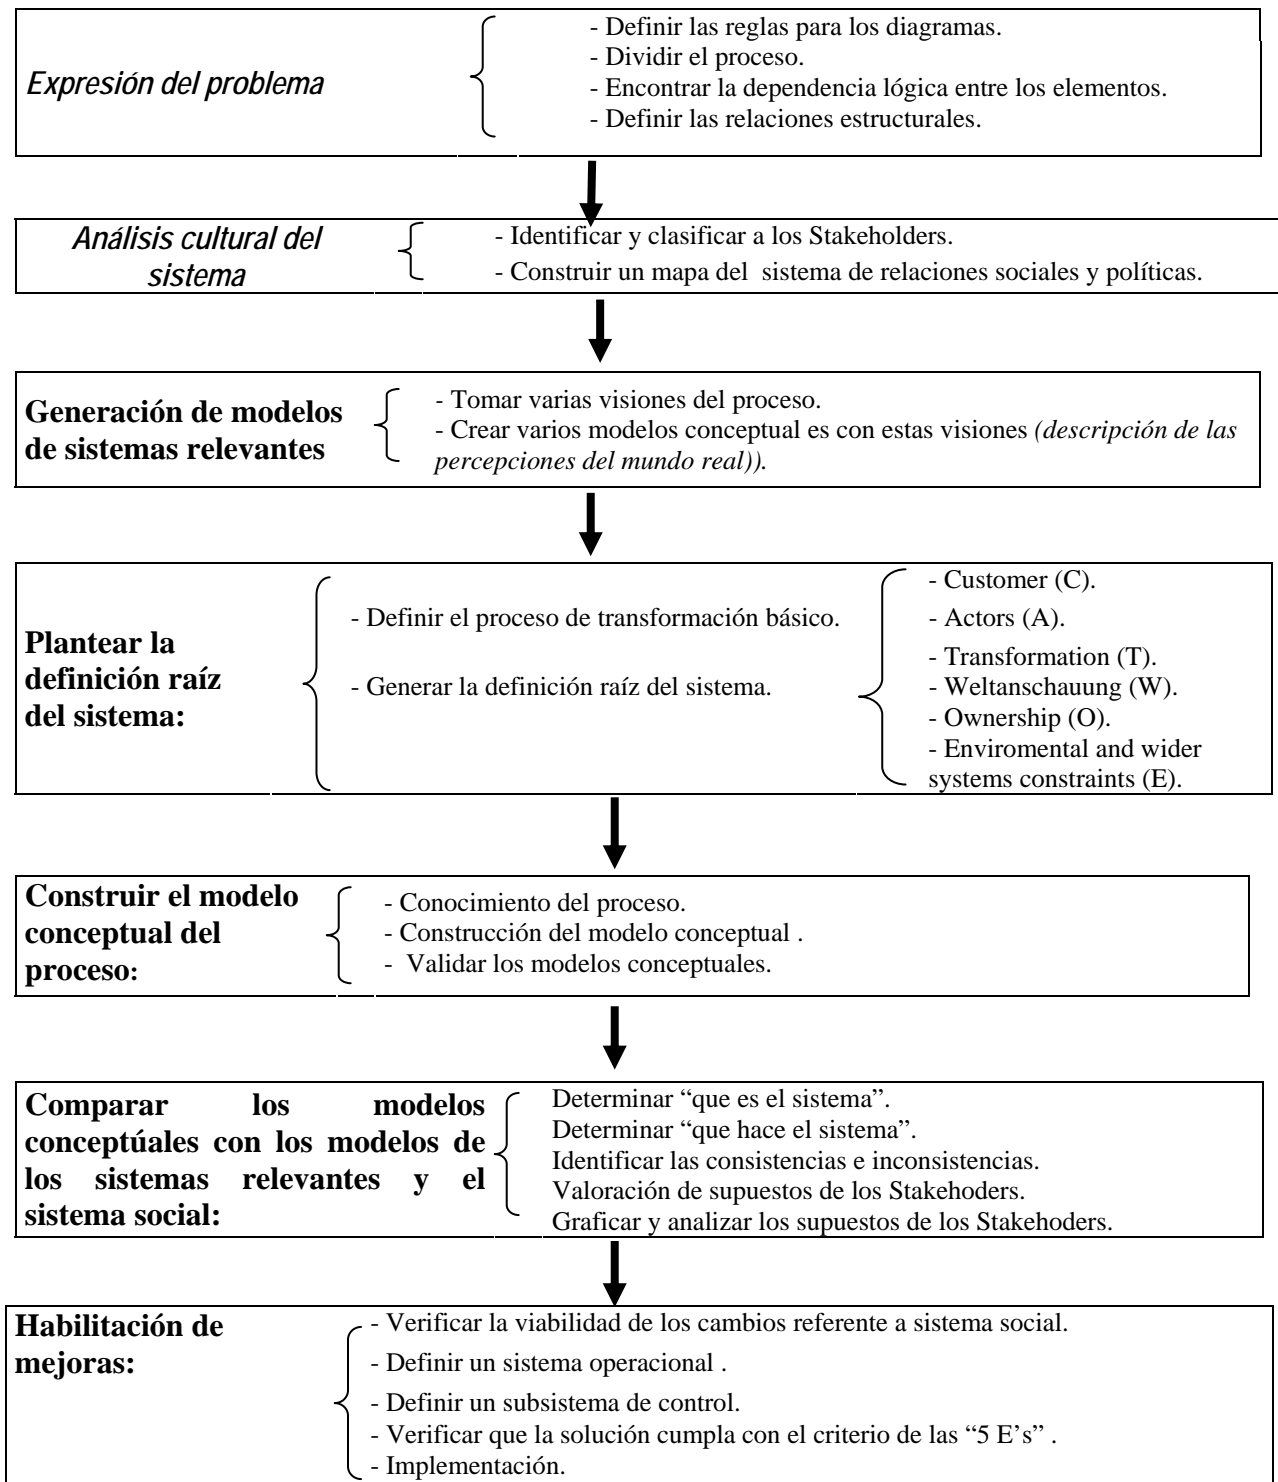 Expresión del problema
- Definir las reglas para los diagramas.
- Dividir el proceso.
- Encontrar la dependencia lógica entre los elementos.
- Definir las relaciones estructurales.
Análisis cultural del
sistema
- Identificar y clasificar a los Stakeholders.
- Construir un mapa del sistema de relaciones sociales y políticas.
Generación de modelos
de sistemas relevantes
- Tomar varias visiones del proceso.
- Crear varios modelos conceptual es con estas visiones (descripción de las
percepciones del mundo real)).
Plantear la
definición raíz
del sistema:
- Definir el proceso de transformación básico.
- Generar la definición raíz del sistema.
- Customer (C).
- Actors (A).
- Transformation (T).
- Weltanschauung (W).
- Ownership (O).
- Enviromental and wider
systems constraints (E).
Construir el modelo
conceptual del
proceso:
- Conocimiento del proceso.
- Construcción del modelo conceptual .
- Validar los modelos conceptuales.
Comparar los modelos
conceptúales con los modelos de
los sistemas relevantes y el
sistema social:
Determinar “que es el sistema”.
Determinar “que hace el sistema”.
Identificar las consistencias e inconsistencias.
Valoración de supuestos de los Stakehoders.
Graficar y analizar los supuestos de los Stakehoders.
Habilitación de
mejoras:
- Verificar la viabilidad de los cambios referente a sistema social.
- Definir un sistema operacional .
- Definir un subsistema de control.
- Verificar que la solución cumpla con el criterio de las “5 E’s” .
- Implementación.